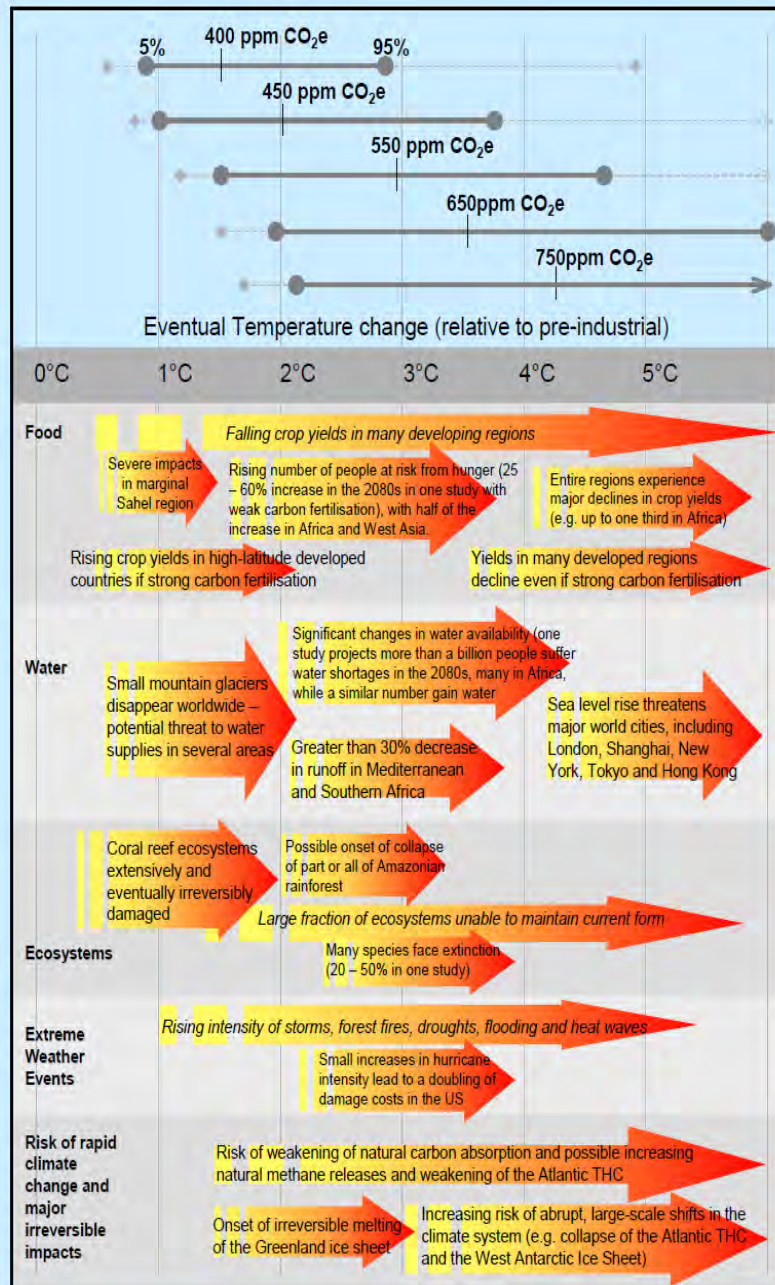 400 ppm CO₂e
5%
95%
450 ppm CO₂e
550 ppm CO₂e
650ppm CO₂e
750ppm CO₂e
Eventual Temperature change (relative to pre-industrial)
0°C 1°C 2°C 3°C 4°C 5°C
Food
Falling crop yields in many developing regions
Severe impacts
in marginal
Sahel region
Rising number of people at risk from hunger (25
– 60% increase in the 2080s in one study with
weak carbon fertilisation), with half of the
increase in Africa and West Asia.
Entire regions experience
major declines in crop yields
(e.g. up to one third in Africa)
Rising crop yields in high-latitude developed
countries if strong carbon fertilisation
Yields in many developed regions
decline even if strong carbon fertilisation
Water
Small mountain glaciers
disappear worldwide –
potential threat to water
supplies in several areas
Significant changes in water availability (one
study projects more than a billion people suffer
water shortages in the 2080s, many in Africa,
while a similar number gain water
Greater than 30% decrease
in runoff in Mediterranean
and Southern Africa
Sea level rise threatens
major world cities, including
London, Shanghai, New
York, Tokyo and Hong Kong
Ecosystems
Coral reef ecosystems
extensively and
eventually irreversibly
damaged
Possible onset of collapse
of part or all of Amazonian
rainforest
Large fraction of ecosystems unable to maintain current form
Many species face extinction
(20 – 50% in one study)
Extreme
Weather
Events
Rising intensity of storms, forest fires, droughts, flooding and heat waves
Small increases in hurricane
intensity lead to a doubling of
damage costs in the US
Risk of rapid
climate
change and
major
irreversible
impacts
Risk of weakening of natural carbon absorption and possible increasing
natural methane releases and weakening of the Atlantic THC
Onset of irreversible melting
of the Greenland ice sheet
Increasing risk of abrupt, large-scale shifts in the
climate system (e.g. collapse of the Atlantic THC
and the West Antarctic Ice Sheet)